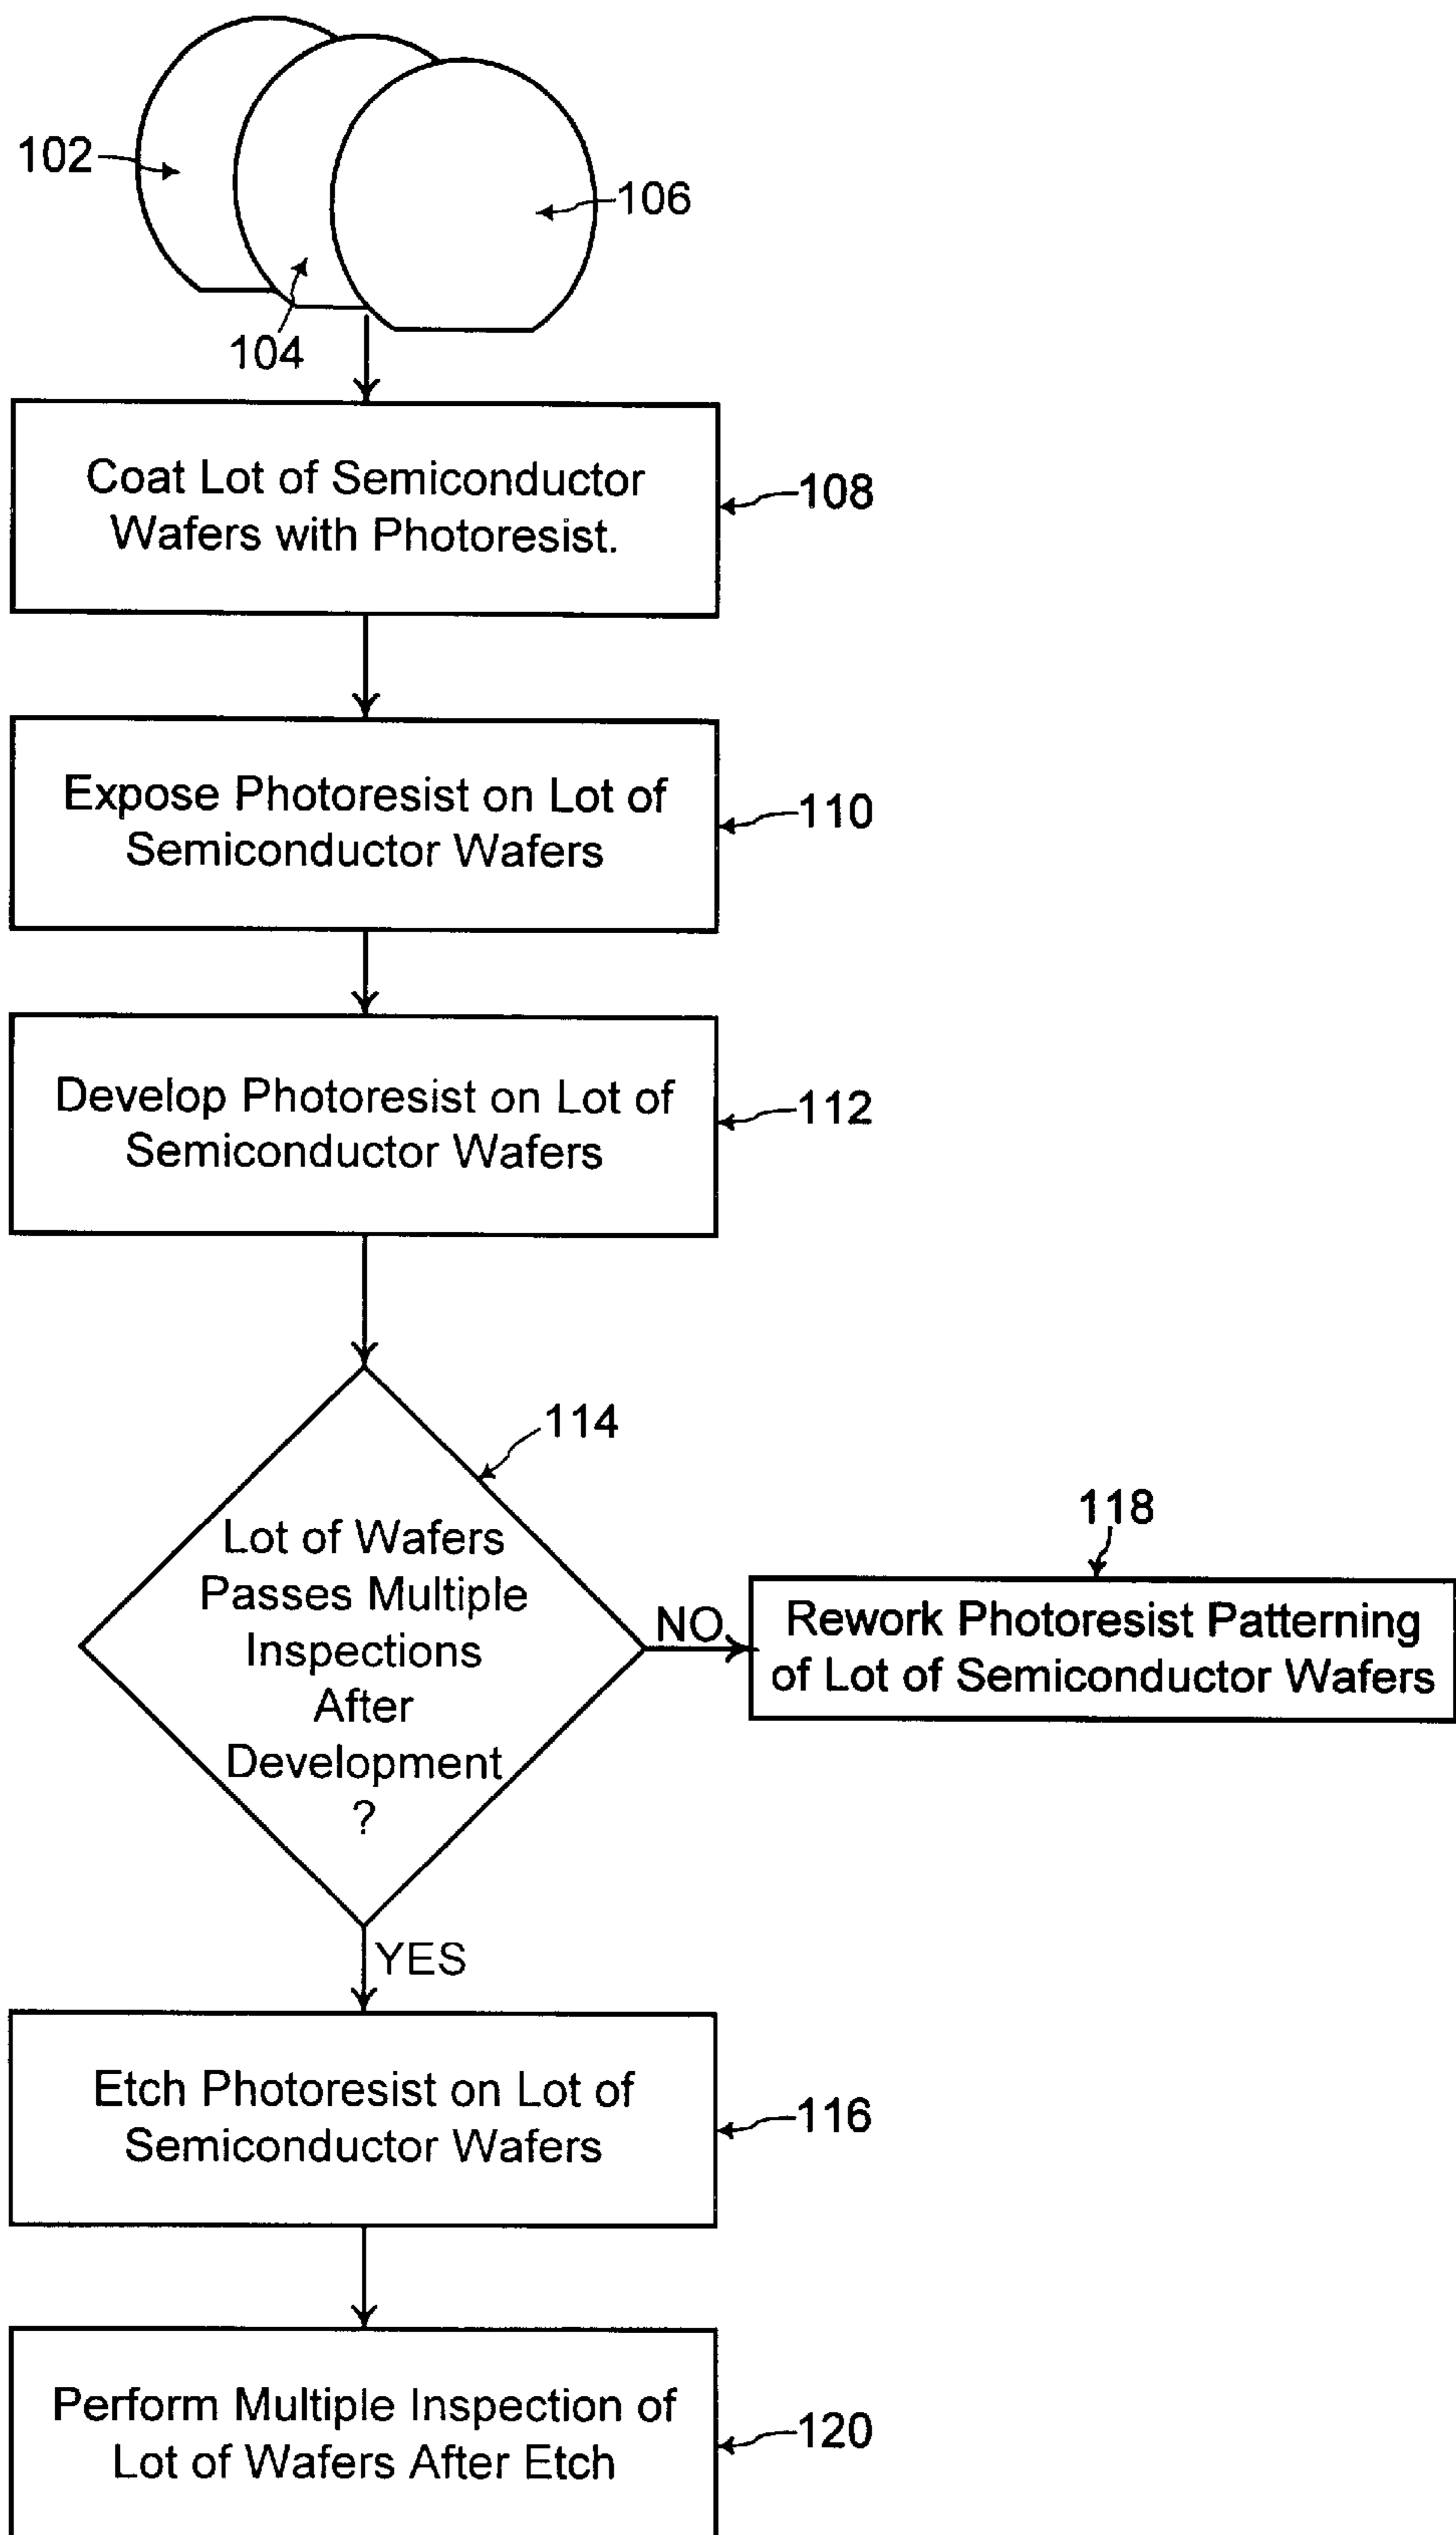 102
106
104
Coat Lot of Semiconductor
Wafers with Photoresist.
108
Expose Photoresist on Lot of
Semiconductor Wafers
110
Develop Photoresist on Lot of
Semiconductor Wafers
112
114
Lot of Wafers
Passes Multiple
Inspections
After
Development
?
NO
118
Rework Photoresist Patterning
of Lot of Semiconductor Wafers
YES
Etch Photoresist on Lot of
Semiconductor Wafers
116
Perform Multiple Inspection of
Lot of Wafers After Etch
120